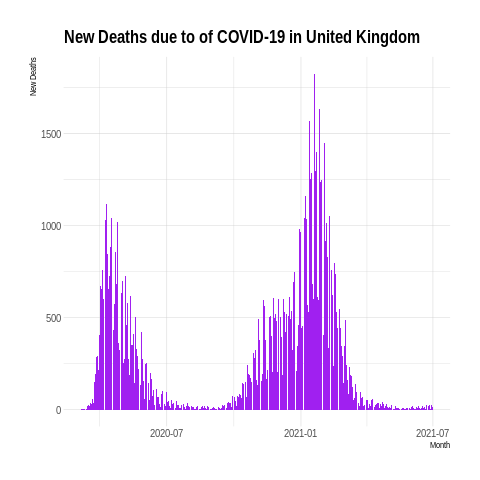 New Deaths due to of COVID-19 in United Kingdom
New Deaths
1500
1000
500
0
2020-07
2021-01
2021-07
Month